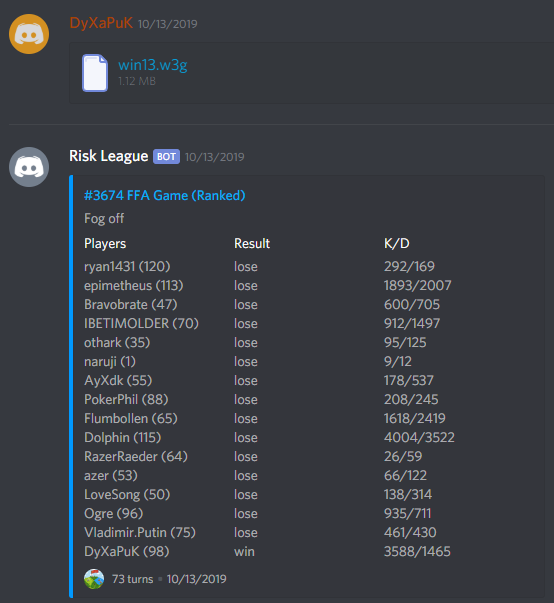 DyXaPuK 10/13/2019
win13.w3g
1.12 MB
Risk League BOT 10/13/2019
#3674 FFA Game (Ranked)
Fog off
Players Result K/D
ryan1431 (120) lose 292/169
epimetheus (113) lose 1893/2007
Bravobrate (47) lose 600/705
IBETIMOLDER (70) lose 912/1497
othark (35) lose 95/125
naruji (1) lose 9/12
AyXdk (55) lose 178/537
PokerPhil (88) lose 208/245
Flumbollen (65) lose 1618/2419
Dolphin (115) lose 4004/3522
RazerRaeder (64) lose 26/59
azer (53) lose 66/122
LoveSong (50) lose 138/314
Ogre (96) lose 935/711
Vladimir.Putin (75) lose 461/430
DyXaPuK (98) win 3588/1465
73 turns • 10/13/2019